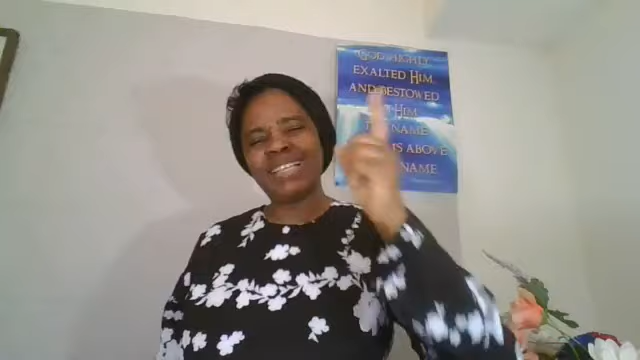 GOD HIGHLY
EXALTED HIM
AND BESTOWED
HIM
NAME
IS ABOVE
NAME